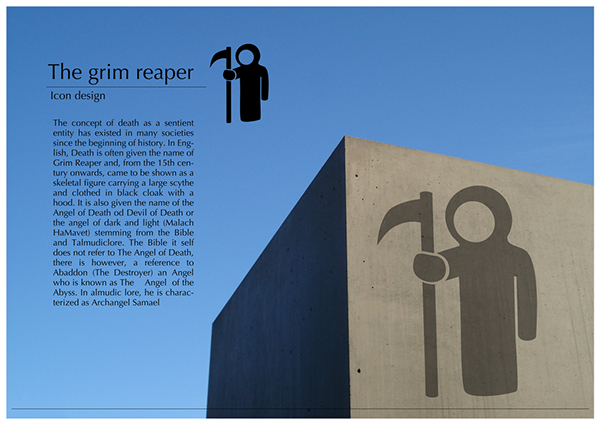 The grim reaper
Icon design
The concept of death as a sentient
entity has existed in many societies
since the beginning of history. In Eng-
lish, Death is often given the name of
Grim Reaper and, from the 15th cen-
tury onwards, came to be shown as a
skeletal figure carrying a large scythe
and clothed in black cloak with a
hood. It is also given the name of the
Angel of Death od Devil of Death or
the angel of dark and light (Malach
HaMavet) stemming from the Bible
and Talmudiclore. The Bible it self
does not refer to The Angel of Death,
there is however, a reference to
Abaddon (The Destroyer) an Angel
who is known as The Angel of the
Abyss. In almudic lore, he is charac-
terized as Archangel Samael